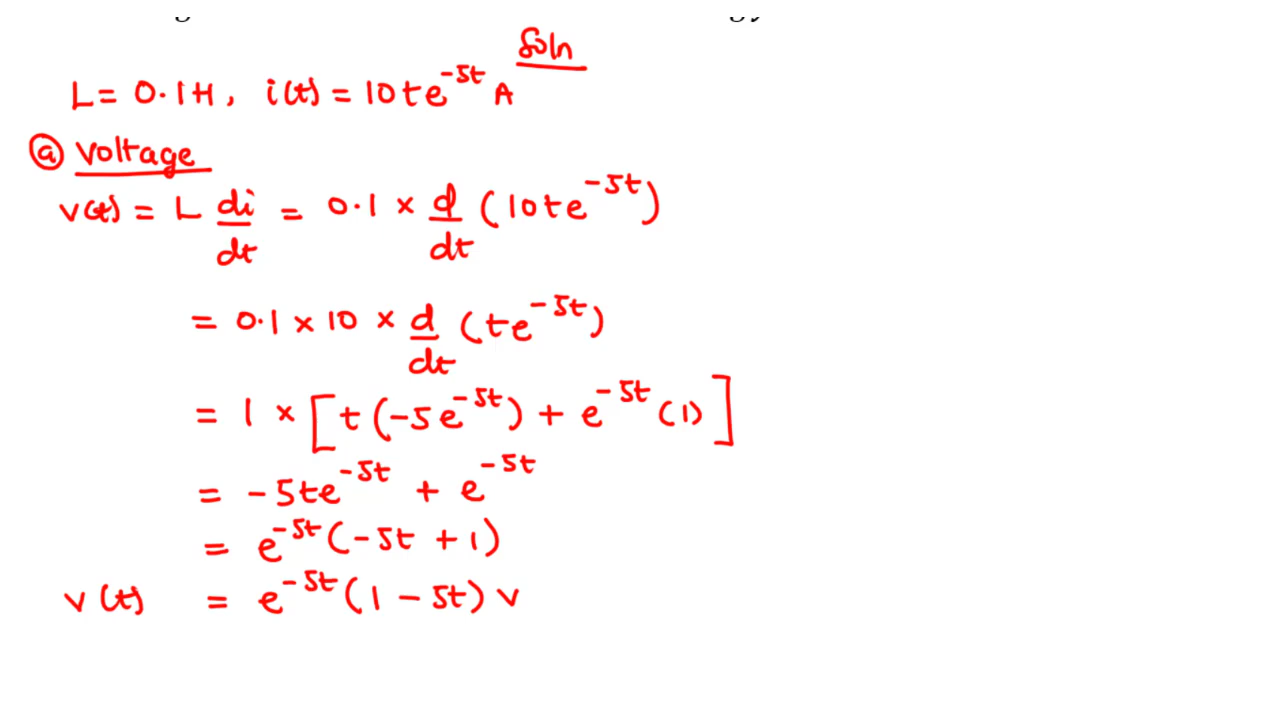 Soln
L = 0.1H, i(t) = 10te^{-5t} A
ⓐ Voltage
v(t) = L di/dt = 0.1 × d/dt (10te^{-5t})
= 0.1 × 10 × d/dt (te^{-5t})
= 1 × [t(-5e^{-5t}) + e^{-5t}(1)]
= -5te^{-5t} + e^{-5t}
= e^{-5t}(-5t + 1)
v(t) = e^{-5t}(1 - 5t) V